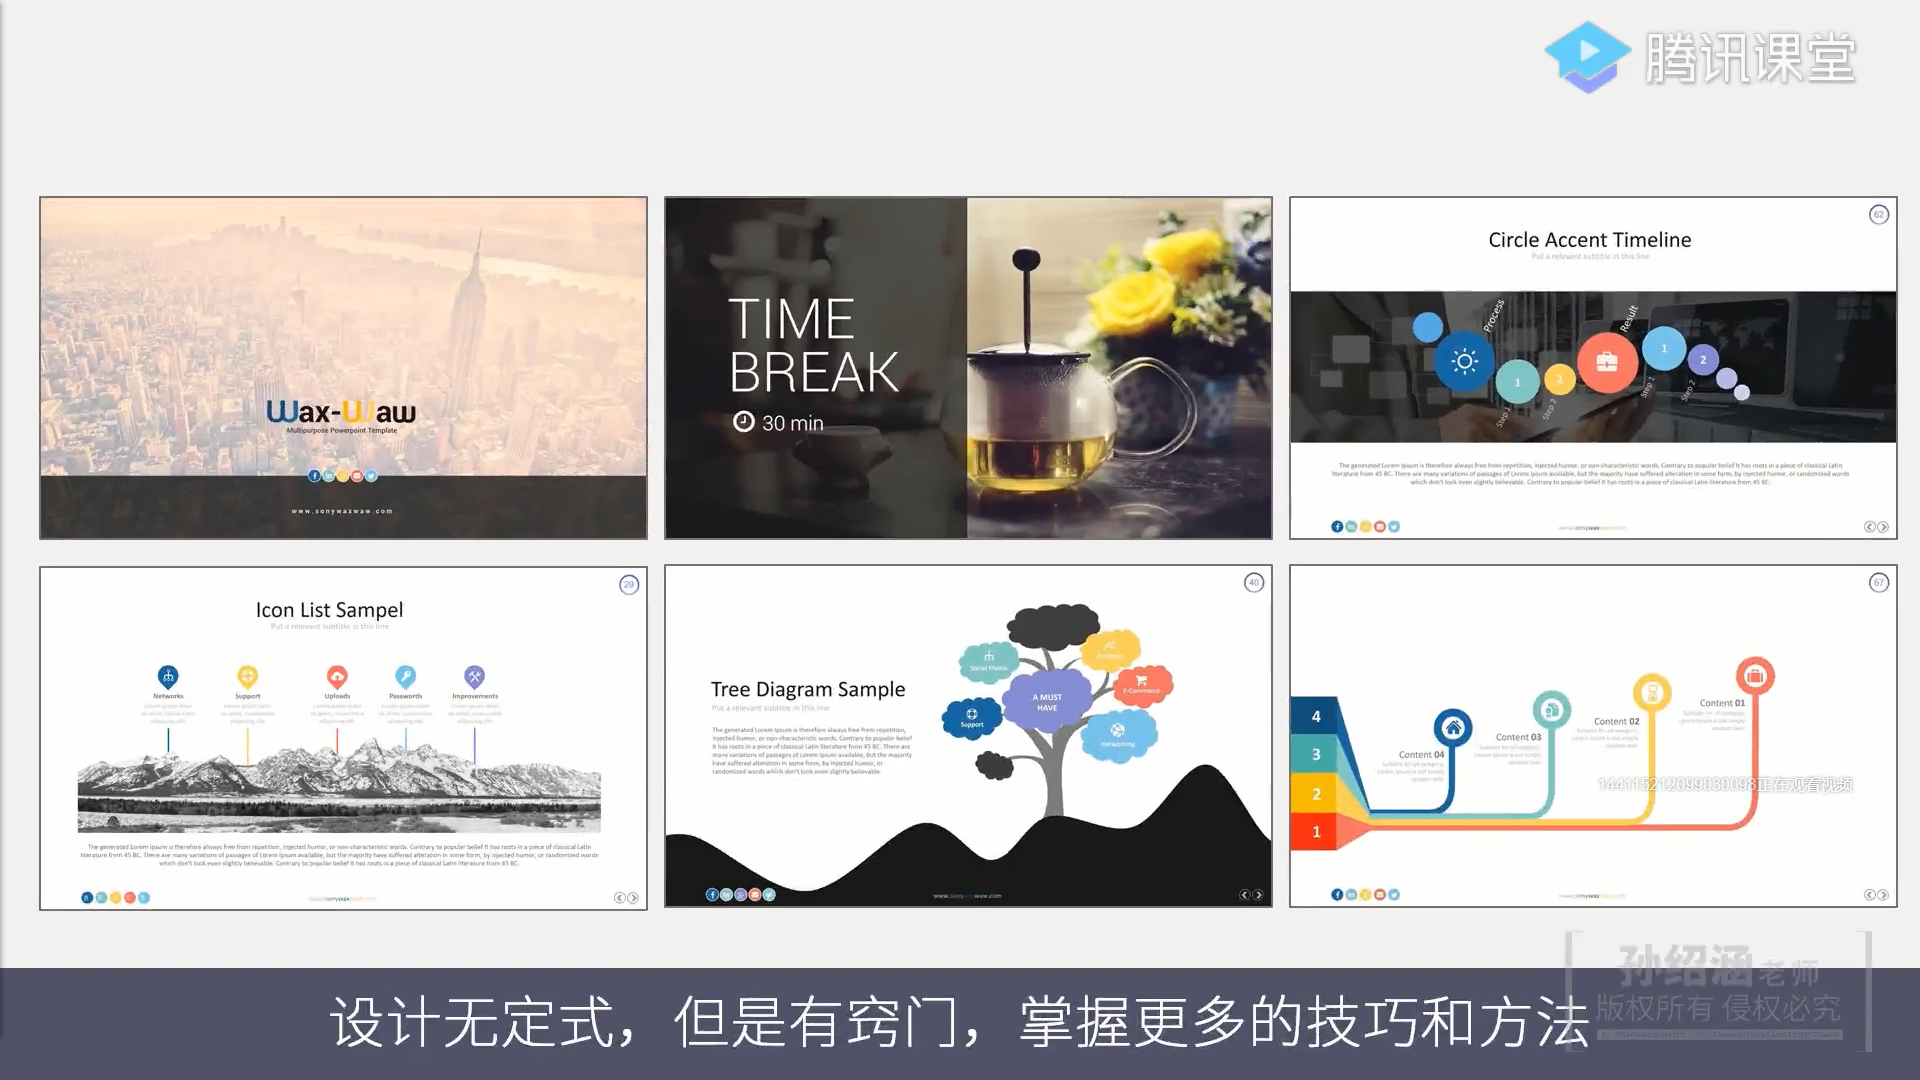 腾讯课堂
Wax-Waw
Multipurpose Powerpoint Template
www.sonywaxwaw.com
TIME
BREAK
30 min
62
Circle Accent Timeline
Put a relevant subtitle in this line
Process
Result
1
2
1
2
Step 1
Step 2
Step 1
Step 2
The generated Lorem Ipsum is therefore always free from repetition, injected humor, or non-characteristic words. Contrary to popular belief It has roots in a piece of classical Latin
literature from 45 BC. There are many variations of passages of Lorem Ipsum available, but the majority have suffered alteration in some form, by injected humor, or randomized words
which don't look even slightly believable. Contrary to popular belief It has roots in a piece of classical Latin literature from 45 BC.
29
Icon List Sampel
Put a relevant subtitle in this line
Networks
Support
Uploads
Passwords
Improvements
The generated Lorem Ipsum is therefore always free from repetition, injected humor, or non-characteristic words. Contrary to popular belief It has roots in a piece of classical Latin
literature from 45 BC. There are many variations of passages of Lorem Ipsum available, but the majority have suffered alteration in some form, by injected humor, or randomized words
which don't look even slightly believable. Contrary to popular belief It has roots in a piece of classical Latin literature from 45 BC.
40
Tree Diagram Sample
Put a relevant subtitle in this line
The generated Lorem Ipsum is therefore always free from repetition,
injected humor, or non-characteristic words. Contrary to popular belief
It has roots in a piece of classical Latin literature from 45 BC. There are
many variations of passages of Lorem Ipsum available, but the majority
have suffered alteration in some form, by injected humor, or
randomized words which don't look even slightly believable.
Social Media
E-Commerce
A MUST
HAVE
Support
Networking
www.sonywaxwaw.com
67
4
3
2
1
Content 04
Content 03
Content 02
Content 01
144115212099030098正在观看视频
孙绍涵老师
版权所有 侵权必究
设计无定式，但是有窍门，掌握更多的技巧和方法